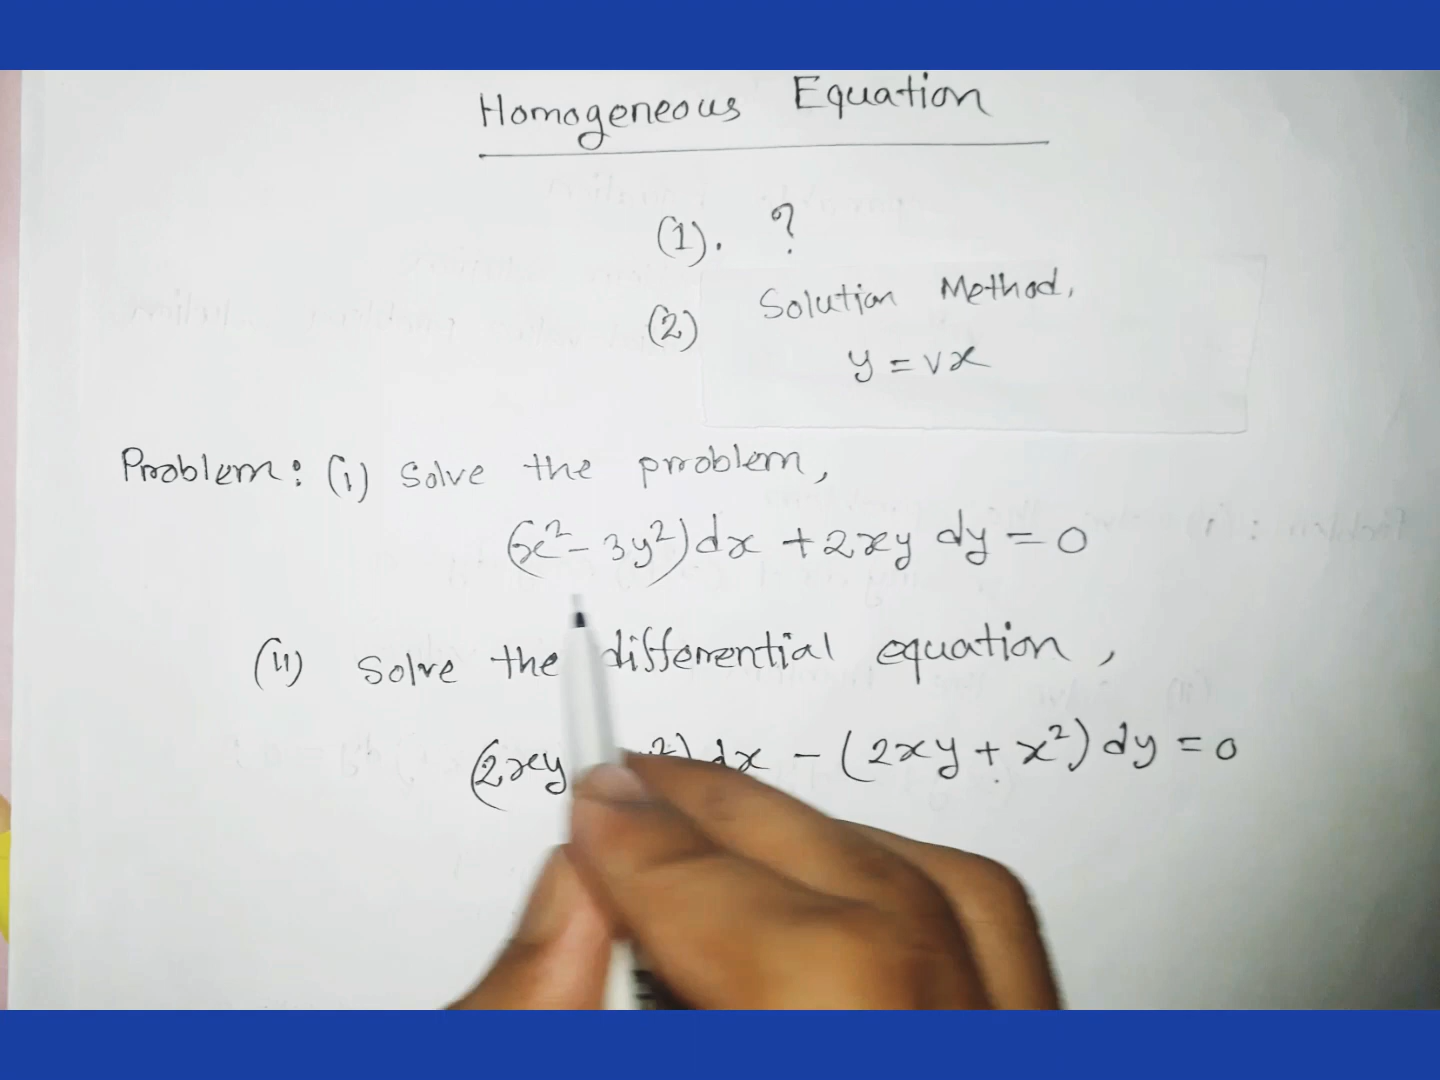 Homogeneous Equation
(1). ?
(2) Solution Method,
y = vx
Problem: (i) Solve the problem,
(x² - 3y²)dx + 2xy dy = 0
(ii) Solve the differential equation,
(2xy ²) dx - (2xy + x²) dy = 0